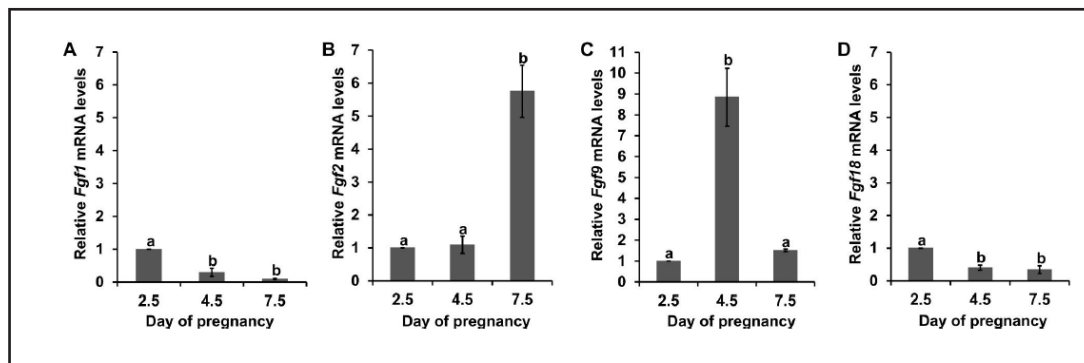 A
Relative Fgf1 mRNA levels
7
6
5
4
3
2
1
0
a
b
b
2.5 4.5 7.5
Day of pregnancy
B
Relative Fgf2 mRNA levels
7
6
5
4
3
2
1
0
a
a
b
2.5 4.5 7.5
Day of pregnancy
C
Relative Fgf9 mRNA levels
11
10
9
8
7
6
5
4
3
2
1
0
a
b
a
2.5 4.5 7.5
Day of pregnancy
D
Relative Fgf18 mRNA levels
7
6
5
4
3
2
1
0
a
b
b
2.5 4.5 7.5
Day of pregnancy